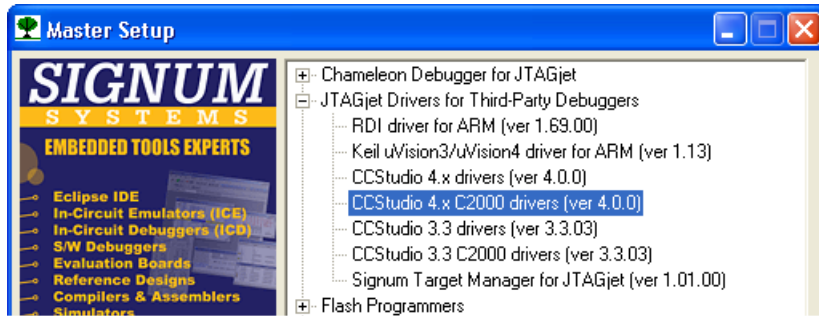 Master Setup
SIGNUM
SYSTEMS
EMBEDDED TOOLS EXPERTS
Eclipse IDE
In-Circuit Emulators (ICE)
In-Circuit Debuggers (ICD)
S/W Debuggers
Evaluation Boards
Reference Designs
Compilers & Assemblers
Simulators
Chameleon Debugger for JTAGjet
JTAGjet Drivers for Third-Party Debuggers
RDI driver for ARM (ver 1.69.00)
Keil uVision3/uVision4 driver for ARM (ver 1.13)
CCStudio 4.x drivers (ver 4.0.0)
CCStudio 4.x C2000 drivers (ver 4.0.0)
CCStudio 3.3 drivers (ver 3.3.03)
CCStudio 3.3 C2000 drivers (ver 3.3.03)
Signum Target Manager for JTAGjet (ver 1.01.00)
Flash Programmers